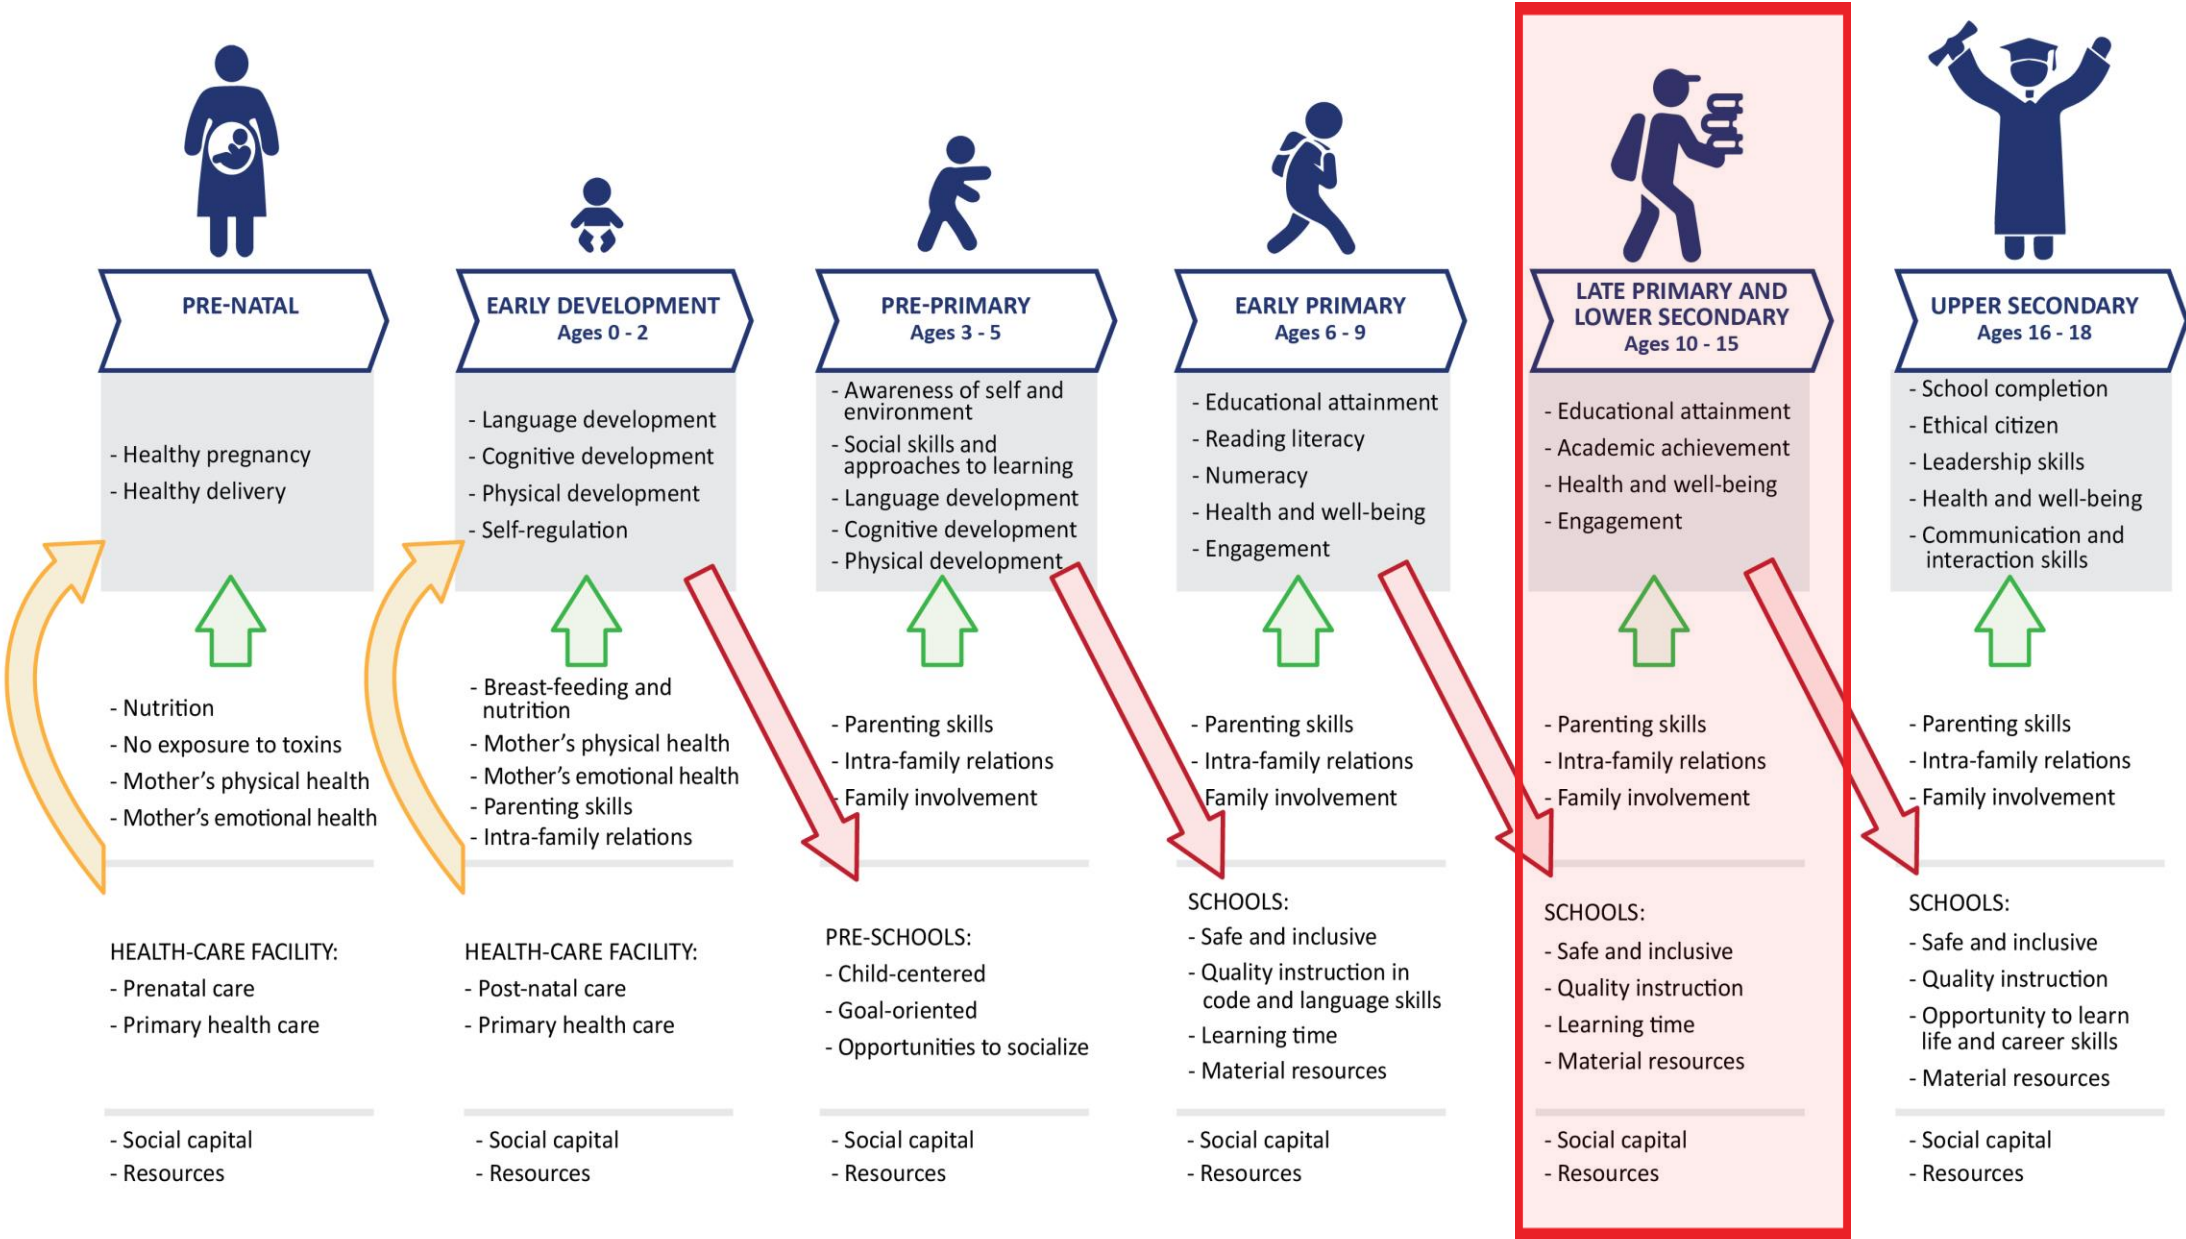 PRE-NATAL
- Healthy pregnancy
- Healthy delivery
- Nutrition
- No exposure to toxins
- Mother's physical health
- Mother's emotional health
HEALTH-CARE FACILITY:
- Prenatal care
- Primary health care
- Social capital
- Resources
EARLY DEVELOPMENT
Ages 0 - 2
- Language development
- Cognitive development
- Physical development
- Self-regulation
- Breast-feeding and
nutrition
- Mother's physical health
- Mother's emotional health
- Parenting skills
- Intra-family relations
HEALTH-CARE FACILITY:
- Post-natal care
- Primary health care
- Social capital
- Resources
PRE-PRIMARY
Ages 3 - 5
- Awareness of self and
environment
- Social skills and
approaches to learning
- Language development
- Cognitive development
- Physical development
- Parenting skills
- Intra-family relations
- Family involvement
PRE-SCHOOLS:
- Child-centered
- Goal-oriented
- Opportunities to socialize
- Social capital
- Resources
EARLY PRIMARY
Ages 6 - 9
- Educational attainment
- Reading literacy
- Numeracy
- Health and well-being
- Engagement
- Parenting skills
- Intra-family relations
Family involvement
SCHOOLS:
- Safe and inclusive
- Quality instruction in
code and language skills
- Learning time
- Material resources
- Social capital
- Resources
LATE PRIMARY AND
LOWER SECONDARY
Ages 10 - 15
- Educational attainment
- Academic achievement
- Health and well-being
- Engagement
- Parenting skills
- Intra-family relations
- Family involvement
SCHOOLS:
- Safe and inclusive
- Quality instruction
- Learning time
- Material resources
- Social capital
- Resources
UPPER SECONDARY
Ages 16 - 18
- School completion
- Ethical citizen
- Leadership skills
- Health and well-being
- Communication and
interaction skills
- Parenting skills
- Intra-family relations
- Family involvement
SCHOOLS:
- Safe and inclusive
- Quality instruction
- Opportunity to learn
life and career skills
- Material resources
- Social capital
- Resources